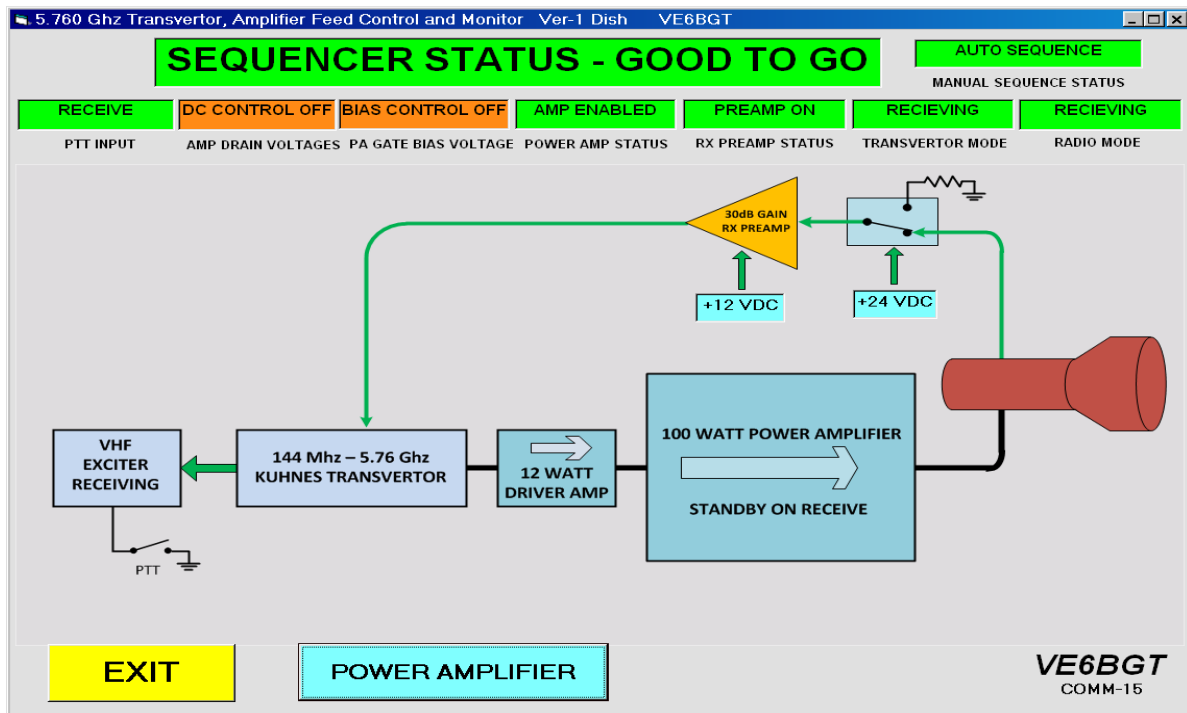 5.760 Ghz Transvertor, Amplifier Feed Control and Monitor Ver-1 Dish VE6BGT
SEQUENCER STATUS - GOOD TO GO
AUTO SEQUENCE
MANUAL SEQUENCE STATUS
RECEIVE
DC CONTROL OFF
BIAS CONTROL OFF
AMP ENABLED
PREAMP ON
RECIEVING
RECIEVING
PTT INPUT
AMP DRAIN VOLTAGES
PA GATE BIAS VOLTAGE
POWER AMP STATUS
RX PREAMP STATUS
TRANSVERTOR MODE
RADIO MODE
30dB GAIN
RX PREAMP
+12 VDC
+24 VDC
VHF
EXCITER
RECEIVING
144 Mhz – 5.76 Ghz
KUHNES TRANSVERTOR
12 WATT
DRIVER AMP
100 WATT POWER AMPLIFIER
STANDBY ON RECEIVE
PTT
EXIT
POWER AMPLIFIER
VE6BGT
COMM-15